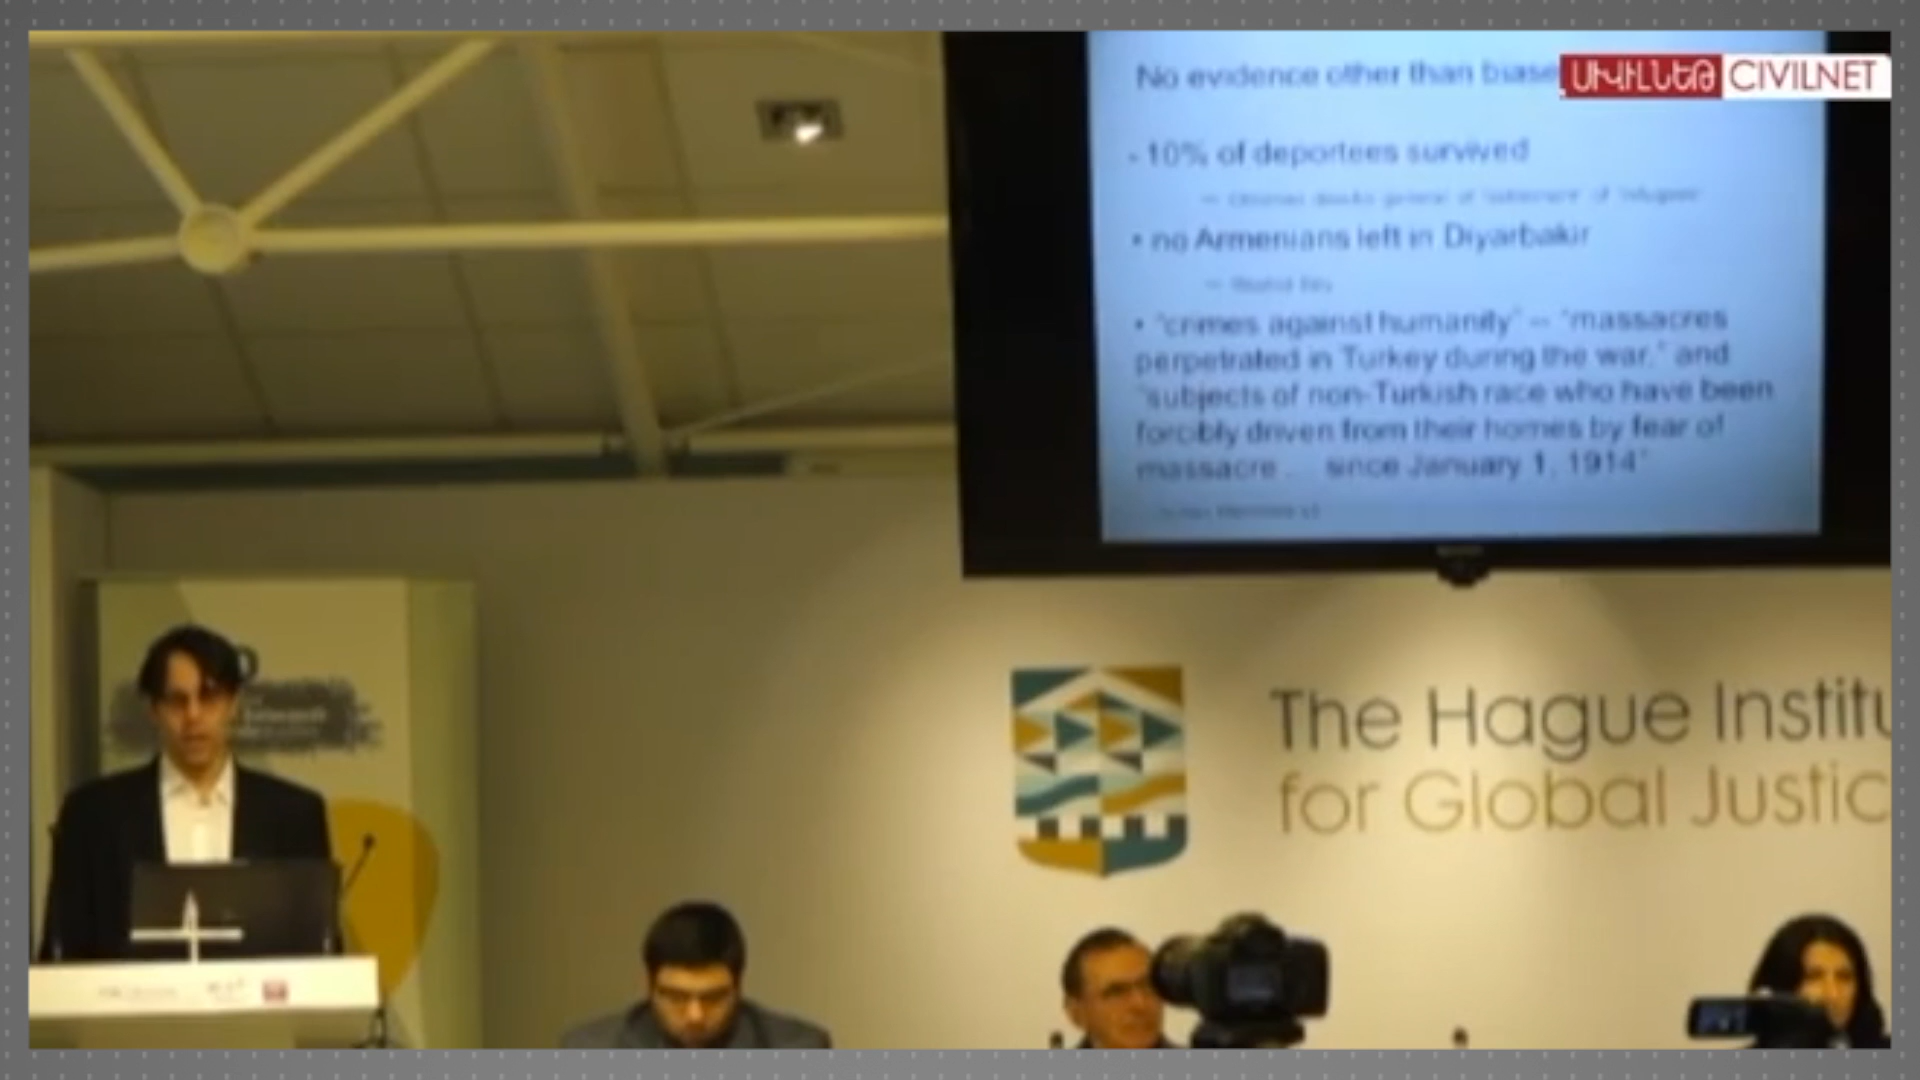 No evidence other than biase
ՍԻՎԻԼՆԵԹ CIVILNET
- 10% of deportees survived
• no Armenians left in Diyarbakir
• "crimes against humanity" – "massacres
perpetrated in Turkey during the war," and
"subjects of non-Turkish race who have been
forcibly driven from their homes by fear of
massacre . . . since January 1, 1914"
The Hague Institu
for Global Justic